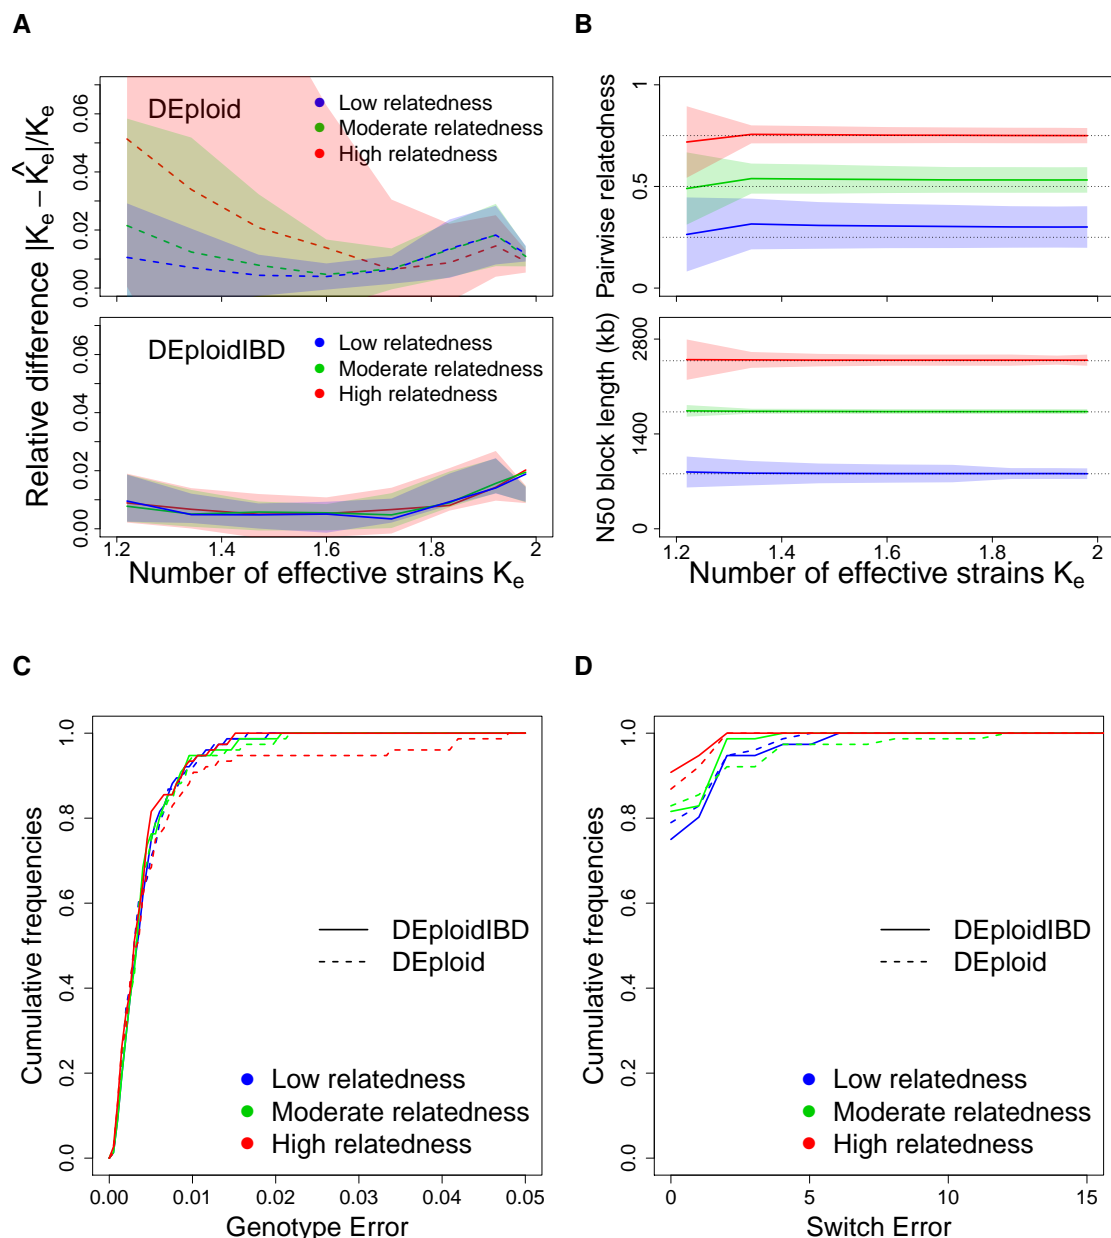 A
Relative difference |Ke − K̂e|/Ke
0.00 0.02 0.04 0.06
DEploid
Low relatedness
Moderate relatedness
High relatedness
0.00 0.02 0.04 0.06
DEploidIBD
Low relatedness
Moderate relatedness
High relatedness
1.2 1.4 1.6 1.8 2
Number of effective strains Ke
B
Pairwise relatedness
0 0.5 1
N50 block length (kb)
0 1400 2800
1.2 1.4 1.6 1.8 2
Number of effective strains Ke
C
Cumulative frequencies
0.0 0.2 0.4 0.6 0.8 1.0
DEploidIBD
DEploid
Low relatedness
Moderate relatedness
High relatedness
0.00 0.01 0.02 0.03 0.04 0.05
Genotype Error
D
Cumulative frequencies
0.0 0.2 0.4 0.6 0.8 1.0
DEploidIBD
DEploid
Low relatedness
Moderate relatedness
High relatedness
0 5 10 15
Switch Error